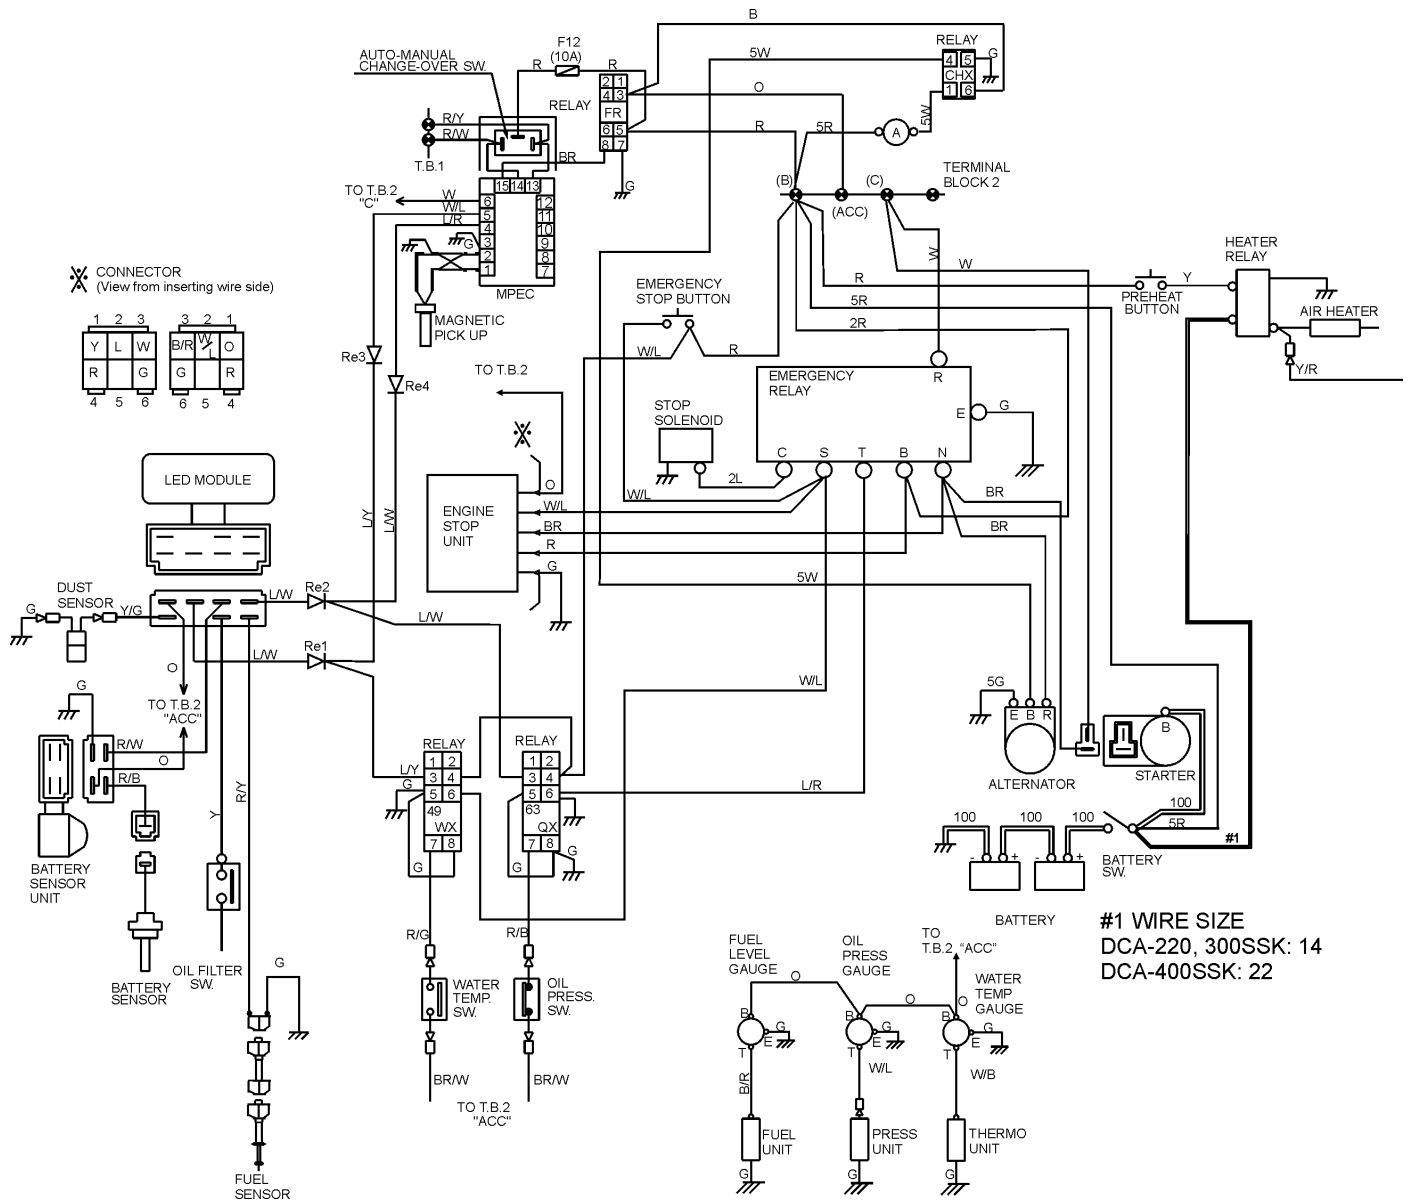 B
F12
(10A)
AUTO-MANUAL
CHANGE-OVER SW.
R
R
5W
RELAY
G
4 5
CHX
1 6
2 1
4 3
FR
6 5
8 7
RELAY
O
5W
R
5R
A
R/Y
R/W
T.B.1
BR
G
15 14 13
(B)
(C)
(ACC)
TERMINAL
BLOCK 2
TO T.B.2
"C"
W
W/L
L/R
G
6
5
4
3
2
1
12
11
10
9
8
7
MPEC
MAGNETIC
PICK UP
W
W
HEATER
RELAY
CONNECTOR
(View from inserting wire side)
1 2 3
Y L W
R G
4 5 6
3 2 1
B/R W/L O
G R
6 5 4
EMERGENCY
STOP BUTTON
R
Y
PREHEAT
BUTTON
AIR HEATER
5R
2R
Y/R
Re3
Re4
W/L
R
TO T.B.2
R
EMERGENCY
RELAY
E
G
C S T B N
STOP
SOLENOID
2L
LED MODULE
L/Y
L/W
ENGINE
STOP
UNIT
O
W/L
W/L
BR
R
G
BR
BR
DUST
SENSOR
G
Y/G
L/W
Re2
L/W
Re1
L/W
5W
O
W/L
G
TO T.B.2
"ACC"
R/W
O
R/B
5G
E B R
ALTERNATOR
B
STARTER
RELAY
1 2
3 4
5 6
49
WX
7 8
L/Y
G
RELAY
1 2
3 4
5 6
63
QX
7 8
G
G
G
G
L/R
R/Y
Y
100
100
100
100
5R
#1
- +
- +
BATTERY
SW.
BATTERY
BATTERY
SENSOR
UNIT
#1 WIRE SIZE
DCA-220, 300SSK: 14
DCA-400SSK: 22
R/G
R/B
BATTERY
SENSOR
OIL FILTER
SW.
G
WATER
TEMP.
SW.
OIL
PRESS.
SW.
BR/W
BR/W
TO T.B.2
"ACC"
FUEL
LEVEL
GAUGE
OIL
PRESS
GAUGE
TO
T.B.2, "ACC"
WATER
TEMP
GAUGE
O
O
O
B
E
T
G
B
E
T
G
B
E
T
G
B/R
W/L
W/B
FUEL
UNIT
PRESS
UNIT
THERMO
UNIT
G
G
G
FUEL
SENSOR